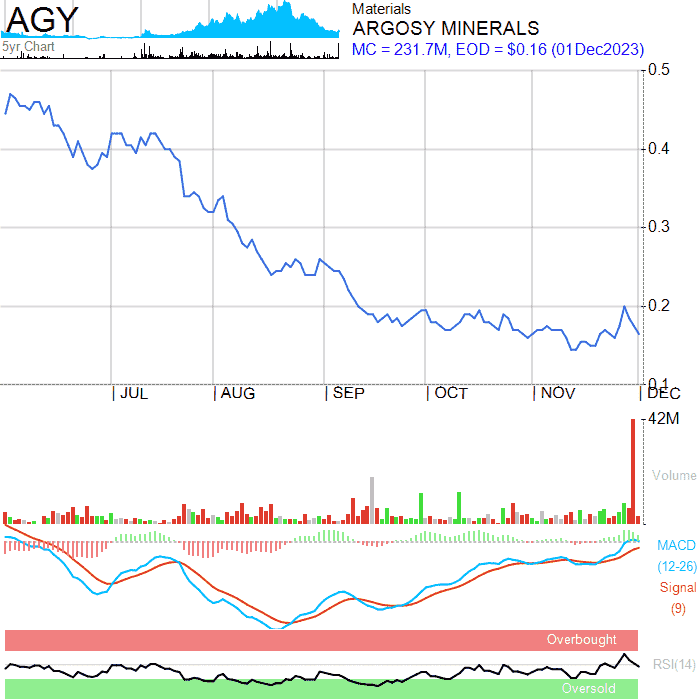 AGY
5yr Chart
Materials
ARGOSY MINERALS
MC = 231.7M, EOD = $0.16 (01Dec2023)
0.5
0.4
0.3
0.2
0.1
JUL
AUG
SEP
OCT
NOV
DEC
42M
Volume
MACD
(12-26)
Signal
(9)
Overbought
RSI(14)
Oversold